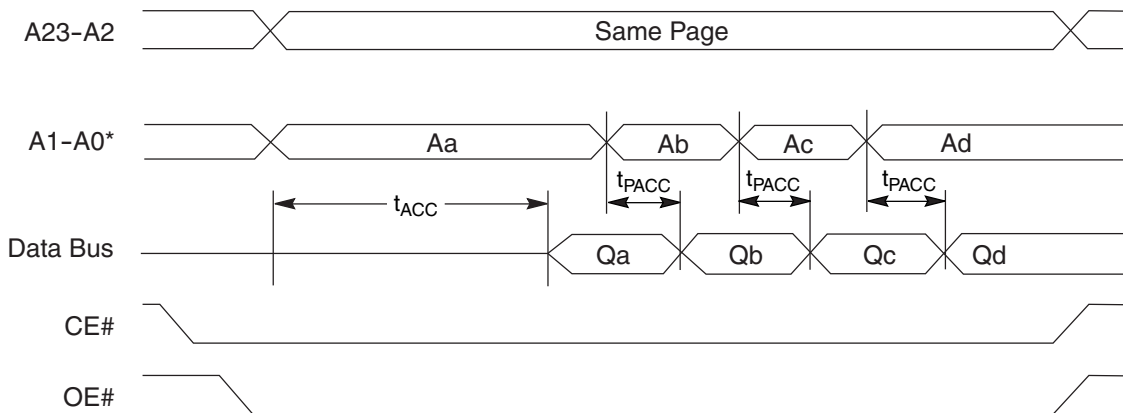 A23-A2 Same Page
A1-A0* Aa Ab Ac Ad
tACC tPACC tPACC tPACC
Data Bus Qa Qb Qc Qd
CE#
OE#